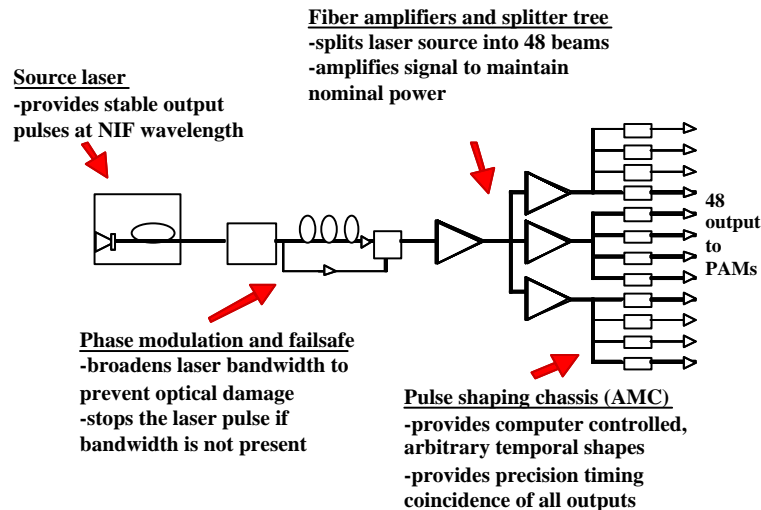 Fiber amplifiers and splitter tree
-splits laser source into 48 beams
-amplifies signal to maintain
nominal power
Source laser
-provides stable output
pulses at NIF wavelength
48
output
to
PAMs
Phase modulation and failsafe
-broadens laser bandwidth to
prevent optical damage
-stops the laser pulse if
bandwidth is not present
Pulse shaping chassis (AMC)
-provides computer controlled,
arbitrary temporal shapes
-provides precision timing
coincidence of all outputs